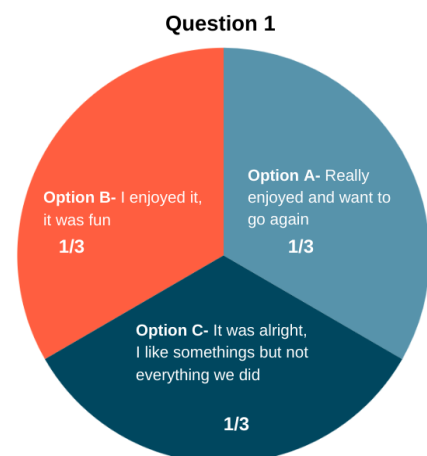 Question 1
Option A- Really
enjoyed and want to
go again
1/3
Option B- I enjoyed it,
it was fun
1/3
Option C- It was alright,
I like somethings but not
everything we did
1/3